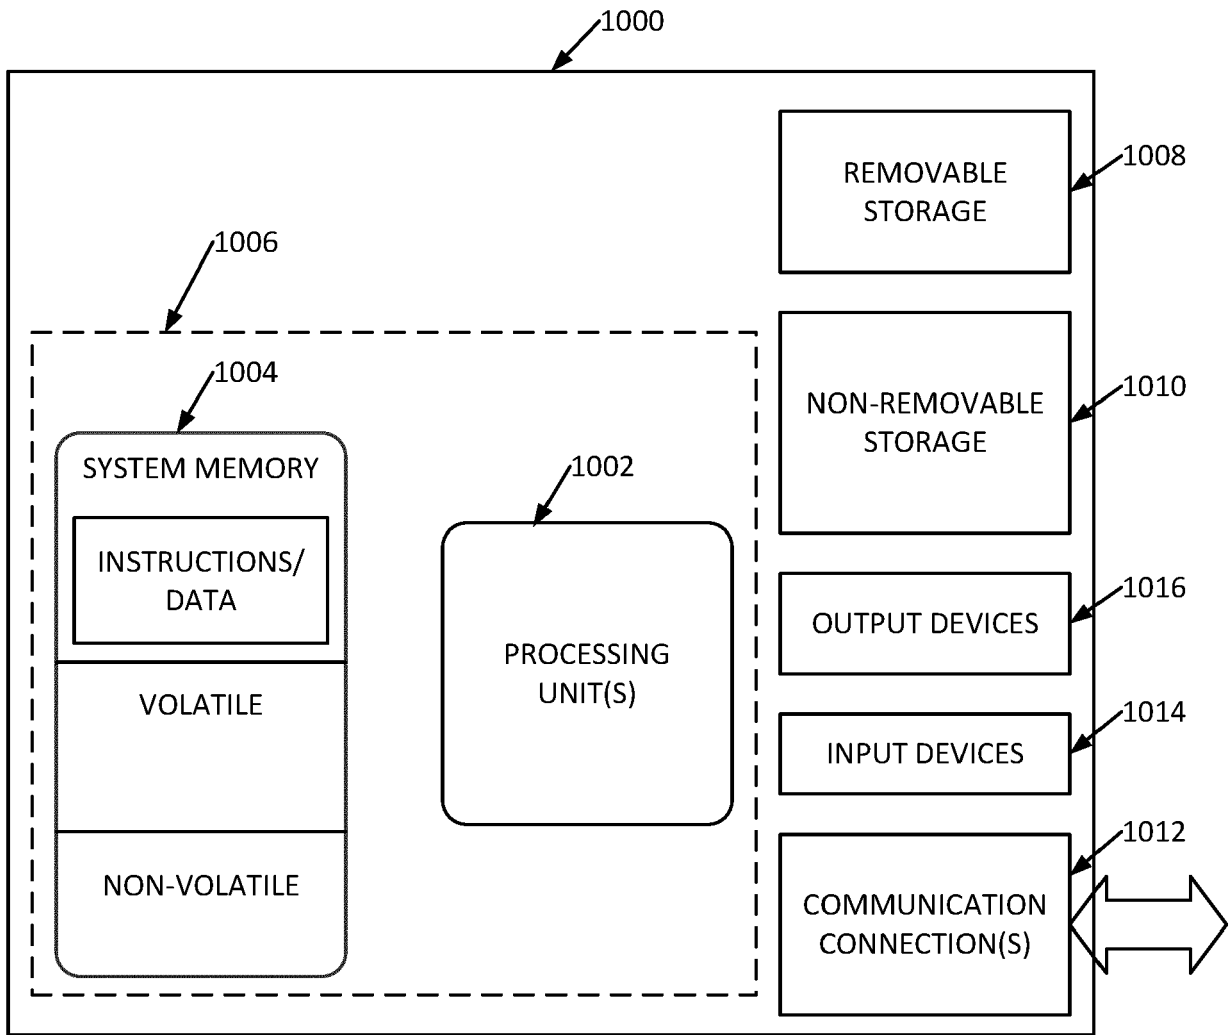 1000
REMOVABLE
STORAGE
1008
1006
NON-REMOVABLE
STORAGE
1010
1004
SYSTEM MEMORY
INSTRUCTIONS/
DATA
VOLATILE
NON-VOLATILE
1002
PROCESSING
UNIT(S)
OUTPUT DEVICES
1016
INPUT DEVICES
1014
1012
COMMUNICATION
CONNECTION(S)